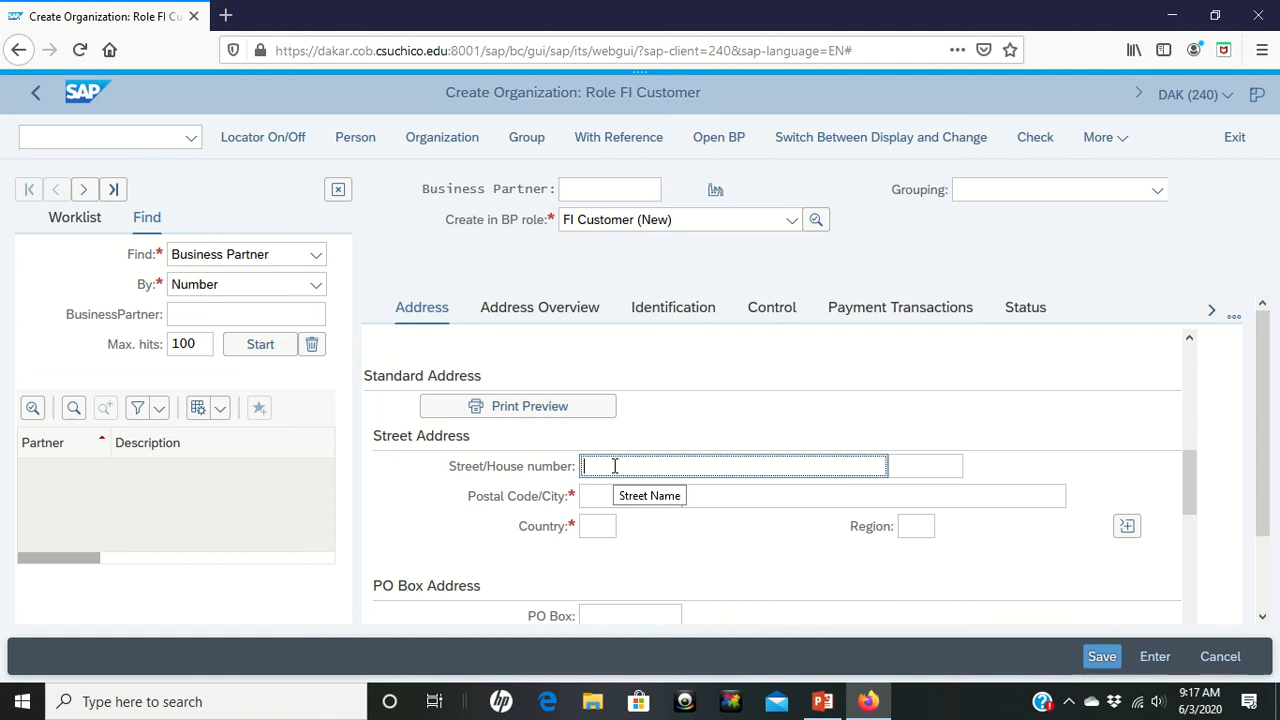 Create Organization: Role FI Cu
https://dakar.cob.csuchico.edu:8001/sap/bc/gui/sap/its/webgui/?sap-client=240&sap-language=EN#
SAP
Create Organization: Role FI Customer
DAK (240)
Locator On/Off
Person
Organization
Group
With Reference
Open BP
Switch Between Display and Change
Check
More
Exit
Business Partner:
Grouping:
Worklist
Find
Create in BP role:*
FI Customer (New)
Find:*
Business Partner
By:*
Number
BusinessPartner:
Max. hits:
100
Start
Address
Address Overview
Identification
Control
Payment Transactions
Status
Standard Address
Print Preview
Partner
Description
Street Address
Street/House number:
Postal Code/City:*
Street Name
Country:*
Region:
PO Box Address
PO Box:
Save
Enter
Cancel
Type here to search
9:17 AM
6/3/2020